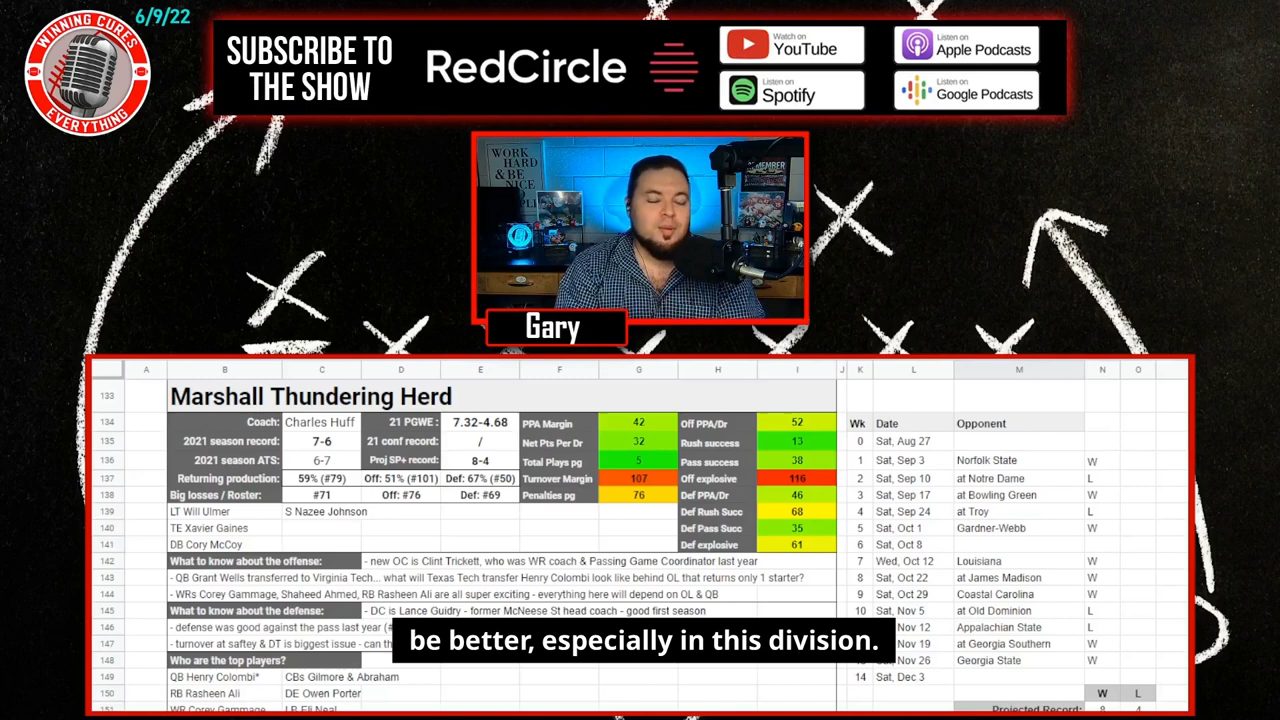 6/9/22
WINNING CURES
EVERYTHING
SUBSCRIBE TO
THE SHOW
RedCircle
Watch on
YouTube
Listen on
Spotify
Listen on
Apple Podcasts
Listen on
Google Podcasts
WORK
HARD
& BE
NICE
Gary
A B C D E F G H I J K L M N O
133 Marshall Thundering Herd
134 Coach: Charles Huff 21 PGWE: 7.32-4.68 PPA Margin 42 Off PPA/Dr 52 Wk Date Opponent
135 2021 season record: 7-6 21 conf record: / Net Pts Per Dr 32 Rush success 13 0 Sat, Aug 27
136 2021 season ATS: 6-7 Proj SP+ record: 8-4 Total Plays pg 5 Pass success 38 1 Sat, Sep 3 Norfolk State W
137 Returning production: 59% (#79) Off: 51% (#101) Def: 67% (#50) Turnover Margin 107 Off explosive 116 2 Sat, Sep 10 at Notre Dame L
138 Big losses / Roster: #71 Off: #76 Def: #69 Penalties pg 76 Def PPA/Dr 46 3 Sat, Sep 17 at Bowling Green W
139 LT Will Ulmer S Nazee Johnson Def Rush Succ 68 4 Sat, Sep 24 at Troy L
140 TE Xavier Gaines Def Pass Succ 35 5 Sat, Oct 1 Gardner-Webb W
141 DB Cory McCoy Def explosive 61 6 Sat, Oct 8
142 What to know about the offense: - new OC is Clint Trickett, who was WR coach & Passing Game Coordinator last year 7 Wed, Oct 12 Louisiana W
143 - QB Grant Wells transferred to Virginia Tech... what will Texas Tech transfer Henry Colombi look like behind OL that returns only 1 starter? 8 Sat, Oct 22 at James Madison W
144 - WRs Corey Gammage, Shaheed Ahmed, RB Rasheen Ali are all super exciting - everything here will depend on OL & QB 9 Sat, Oct 29 Coastal Carolina W
145 What to know about the defense: - DC is Lance Guidry - former McNeese St head coach - good first season 10 Sat, Nov 5 at Old Dominion L
146 - defense was good against the pass last year Nov 12 Appalachian State L
147 - turnover at saftey & DT is biggest issue - can Nov 19 at Georgia Southern W
148 Who are the top players? Nov 26 Georgia State W
149 QB Henry Colombi* CBs Gilmore & Abraham 14 Sat, Dec 3
150 RB Rasheen Ali DE Owen Porter W L
151 WR Corey Gammage LB Eli Neal Projected Record: 8 4
be better, especially in this division.